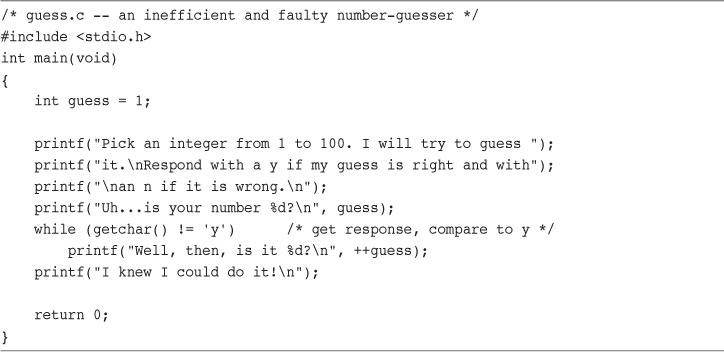 /* guess.c -- an inefficient and faulty number-guesser */
#include <stdio.h>
int main(void)
{
    int guess = 1;

    printf("Pick an integer from 1 to 100. I will try to guess ");
    printf("it.\nRespond with a y if my guess is right and with");
    printf("\nan n if it is wrong.\n");
    printf("Uh...is your number %d?\n", guess);
    while (getchar() != 'y')      /* get response, compare to y */
        printf("Well, then, is it %d?\n", ++guess);
    printf("I knew I could do it!\n");

    return 0;
}